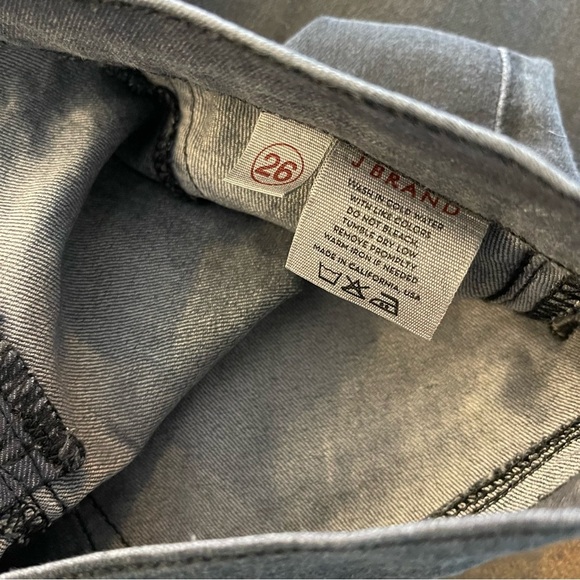 26
J BRAND
WASH IN COLD WATER
WITH LIKE COLORS
DO NOT BLEACH.
TUMBLE DRY LOW
REMOVE PROMPTLY
WARM IRON IF NEEDED
MADE IN CALIFORNIA, USA